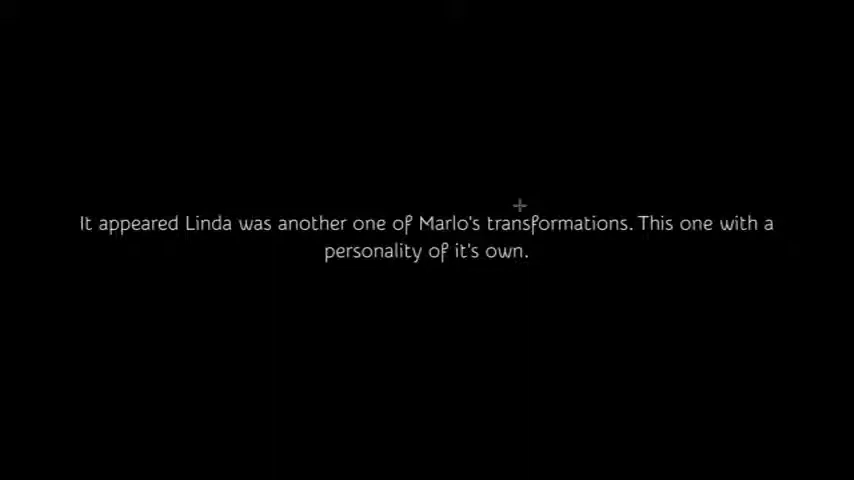 It appeared Linda was another one of Marlo's transformations. This one with a
personality of it's own.